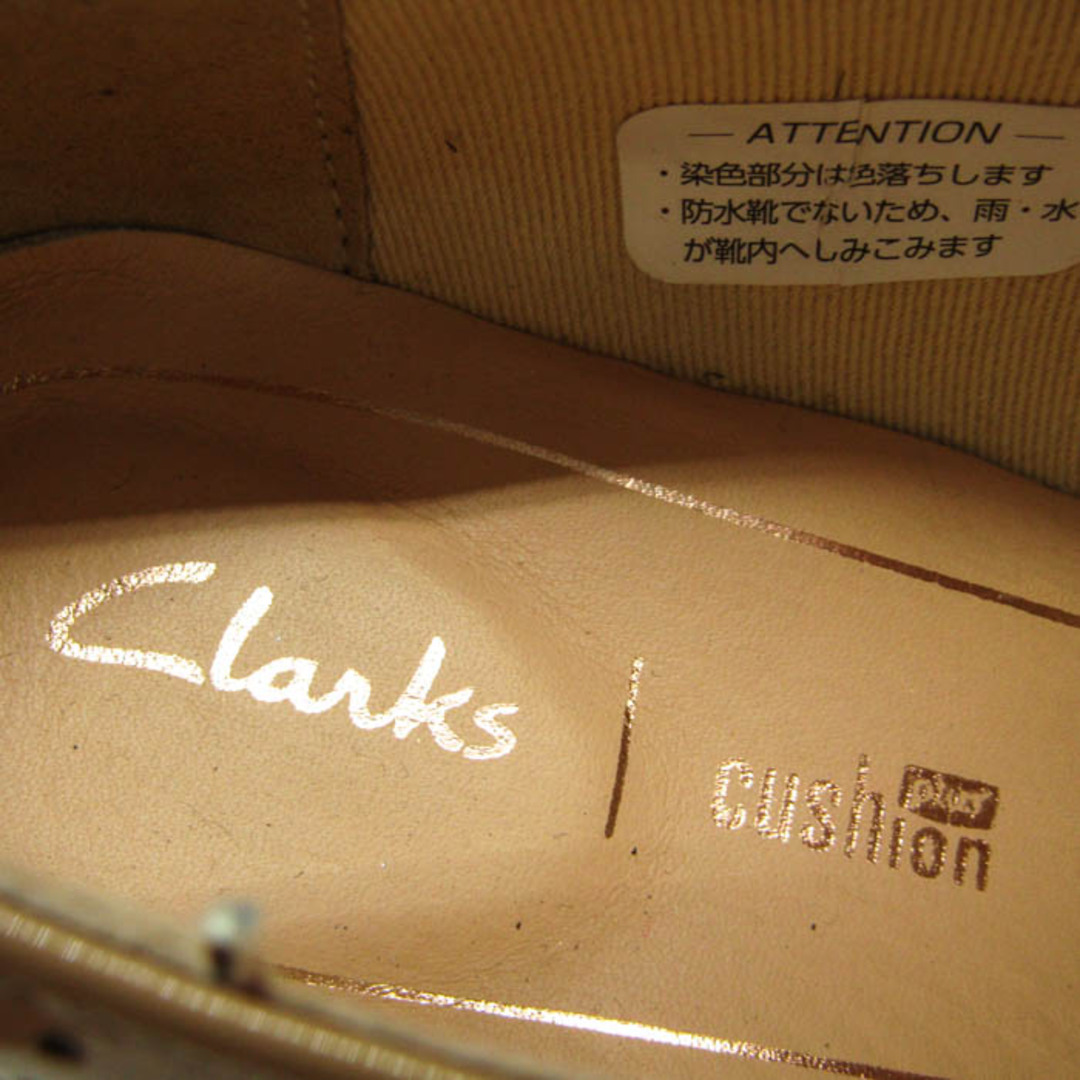 — ATTENTION —
・染色部分は色落ちします
・防水靴でないため、雨・水
が靴内へしみこみます
Clarks
cushion
plus